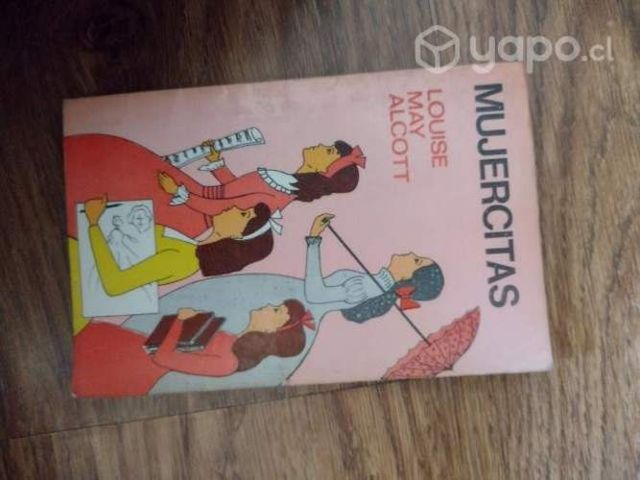 yapo.cl
MUJERCITAS
LOUISE
MAY
ALCOTT